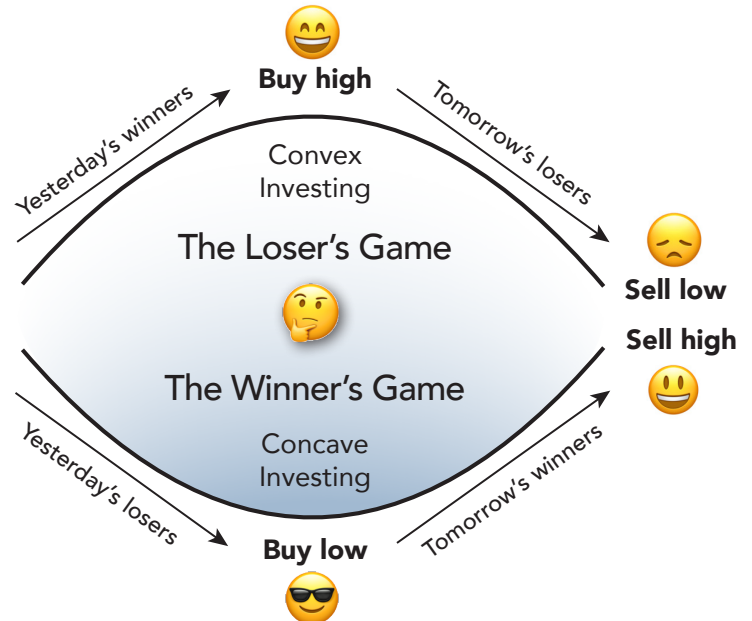 Buy high
Yesterday's winners
Tomorrow's losers
Convex
Investing
The Loser's Game
Sell low
Sell high
The Winner's Game
Concave
Investing
Yesterday's losers
Tomorrow's winners
Buy low